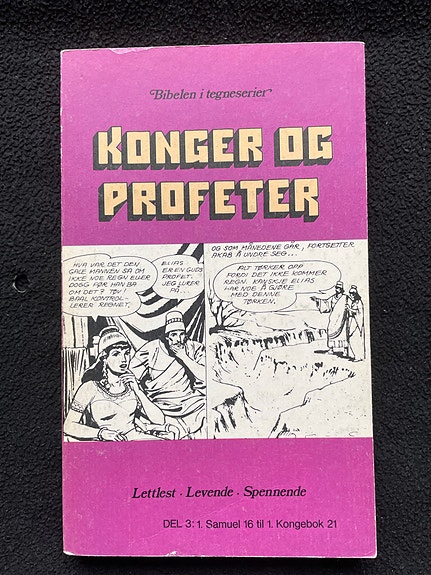 Bibelen i tegneserier
KONGER OG
PROFETER
HVA VAR DET DEN
GALE MANNEN SA OM
IKKE NOE REGN ELLER
DOGG FØR HAN BA
OM DET? TØV!
BAAL KONTROL-
LERER REGNET.
ELIAS
ER EN GUDS
PROFET.
JEG LURER
PÅ...
OG SOM MÅNEDENE GÅR, FORTSETTER
AKAB Å UNDRE SEG...
ALT TØRKER OPP
FORDI DET IKKE KOMMER
REGN. KANSKJE ELIAS
HAR NOE Å GJØRE
MED DENNE
TØRKEN.
Lettlest · Levende · Spennende
DEL 3: 1. Samuel 16 til 1. Kongebok 21